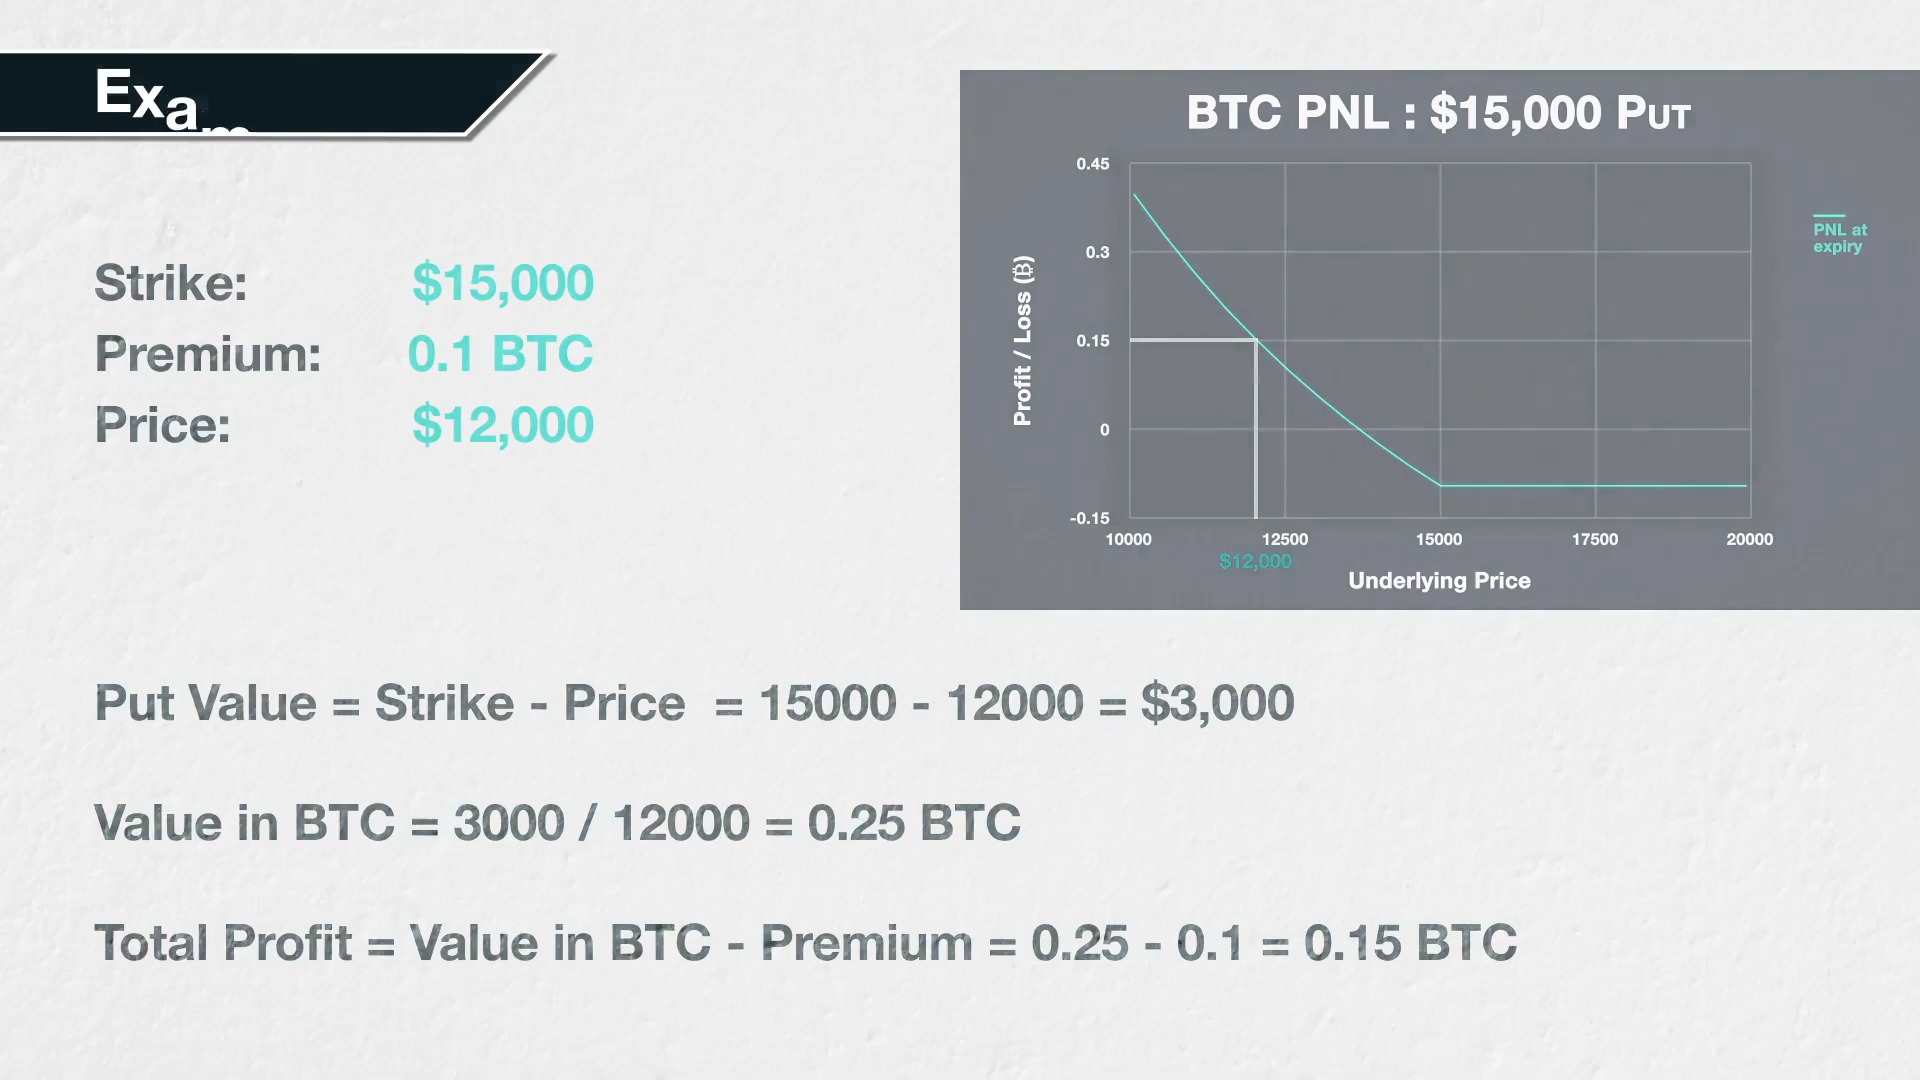 Exa
Strike: $15,000
Premium: 0.1 BTC
Price: $12,000
BTC PNL : $15,000 Put
0.45
0.3
0.15
0
-0.15
Profit / Loss (₿)
10000 12500 15000 17500 20000
$12,000
Underlying Price
PNL at
expiry
Put Value = Strike - Price = 15000 - 12000 = $3,000
Value in BTC = 3000 / 12000 = 0.25 BTC
Total Profit = Value in BTC - Premium = 0.25 - 0.1 = 0.15 BTC